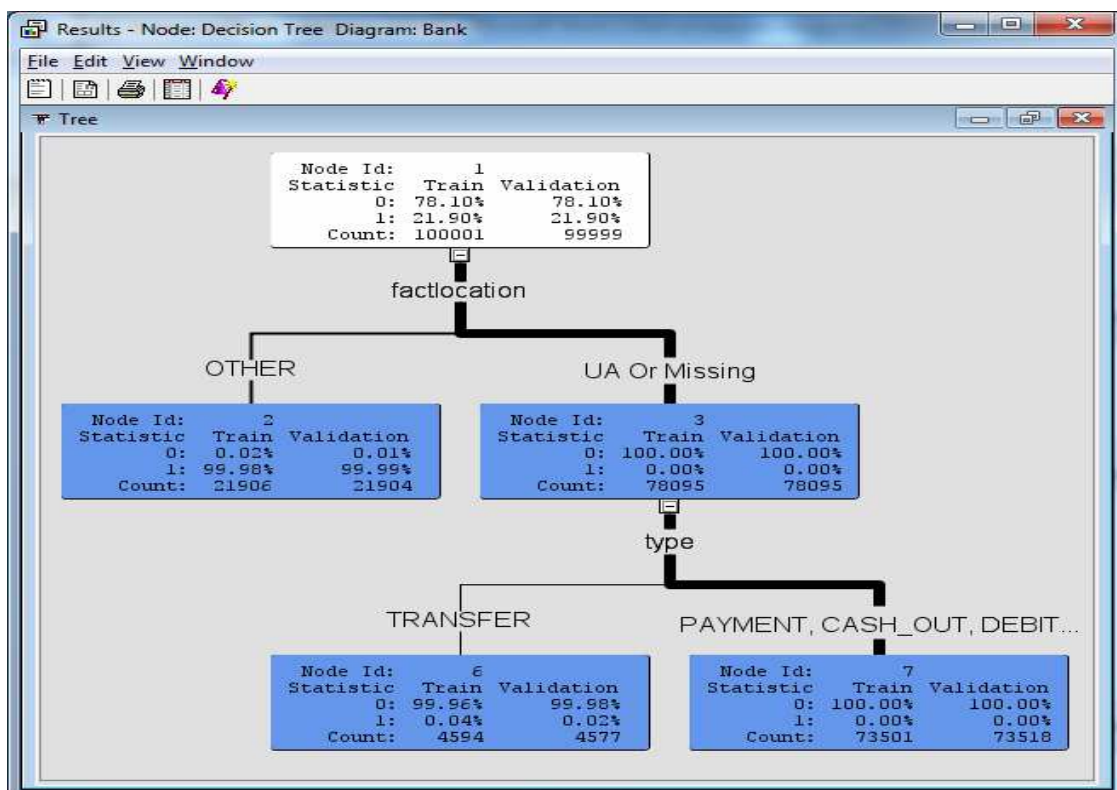 Results - Node: Decision Tree Diagram: Bank
File Edit View Window
Tree
Node Id: 1
Statistic Train Validation
0: 78.10% 78.10%
1: 21.90% 21.90%
Count: 100001 99999
factlocation
OTHER
UA Or Missing
Node Id: 2
Statistic Train Validation
0: 0.02% 0.01%
1: 99.98% 99.99%
Count: 21906 21904
Node Id: 3
Statistic Train Validation
0: 100.00% 100.00%
1: 0.00% 0.00%
Count: 78095 78095
type
TRANSFER
PAYMENT, CASH_OUT, DEBIT...
Node Id: 6
Statistic Train Validation
0: 99.96% 99.98%
1: 0.04% 0.02%
Count: 4594 4577
Node Id: 7
Statistic Train Validation
0: 100.00% 100.00%
1: 0.00% 0.00%
Count: 73501 73518